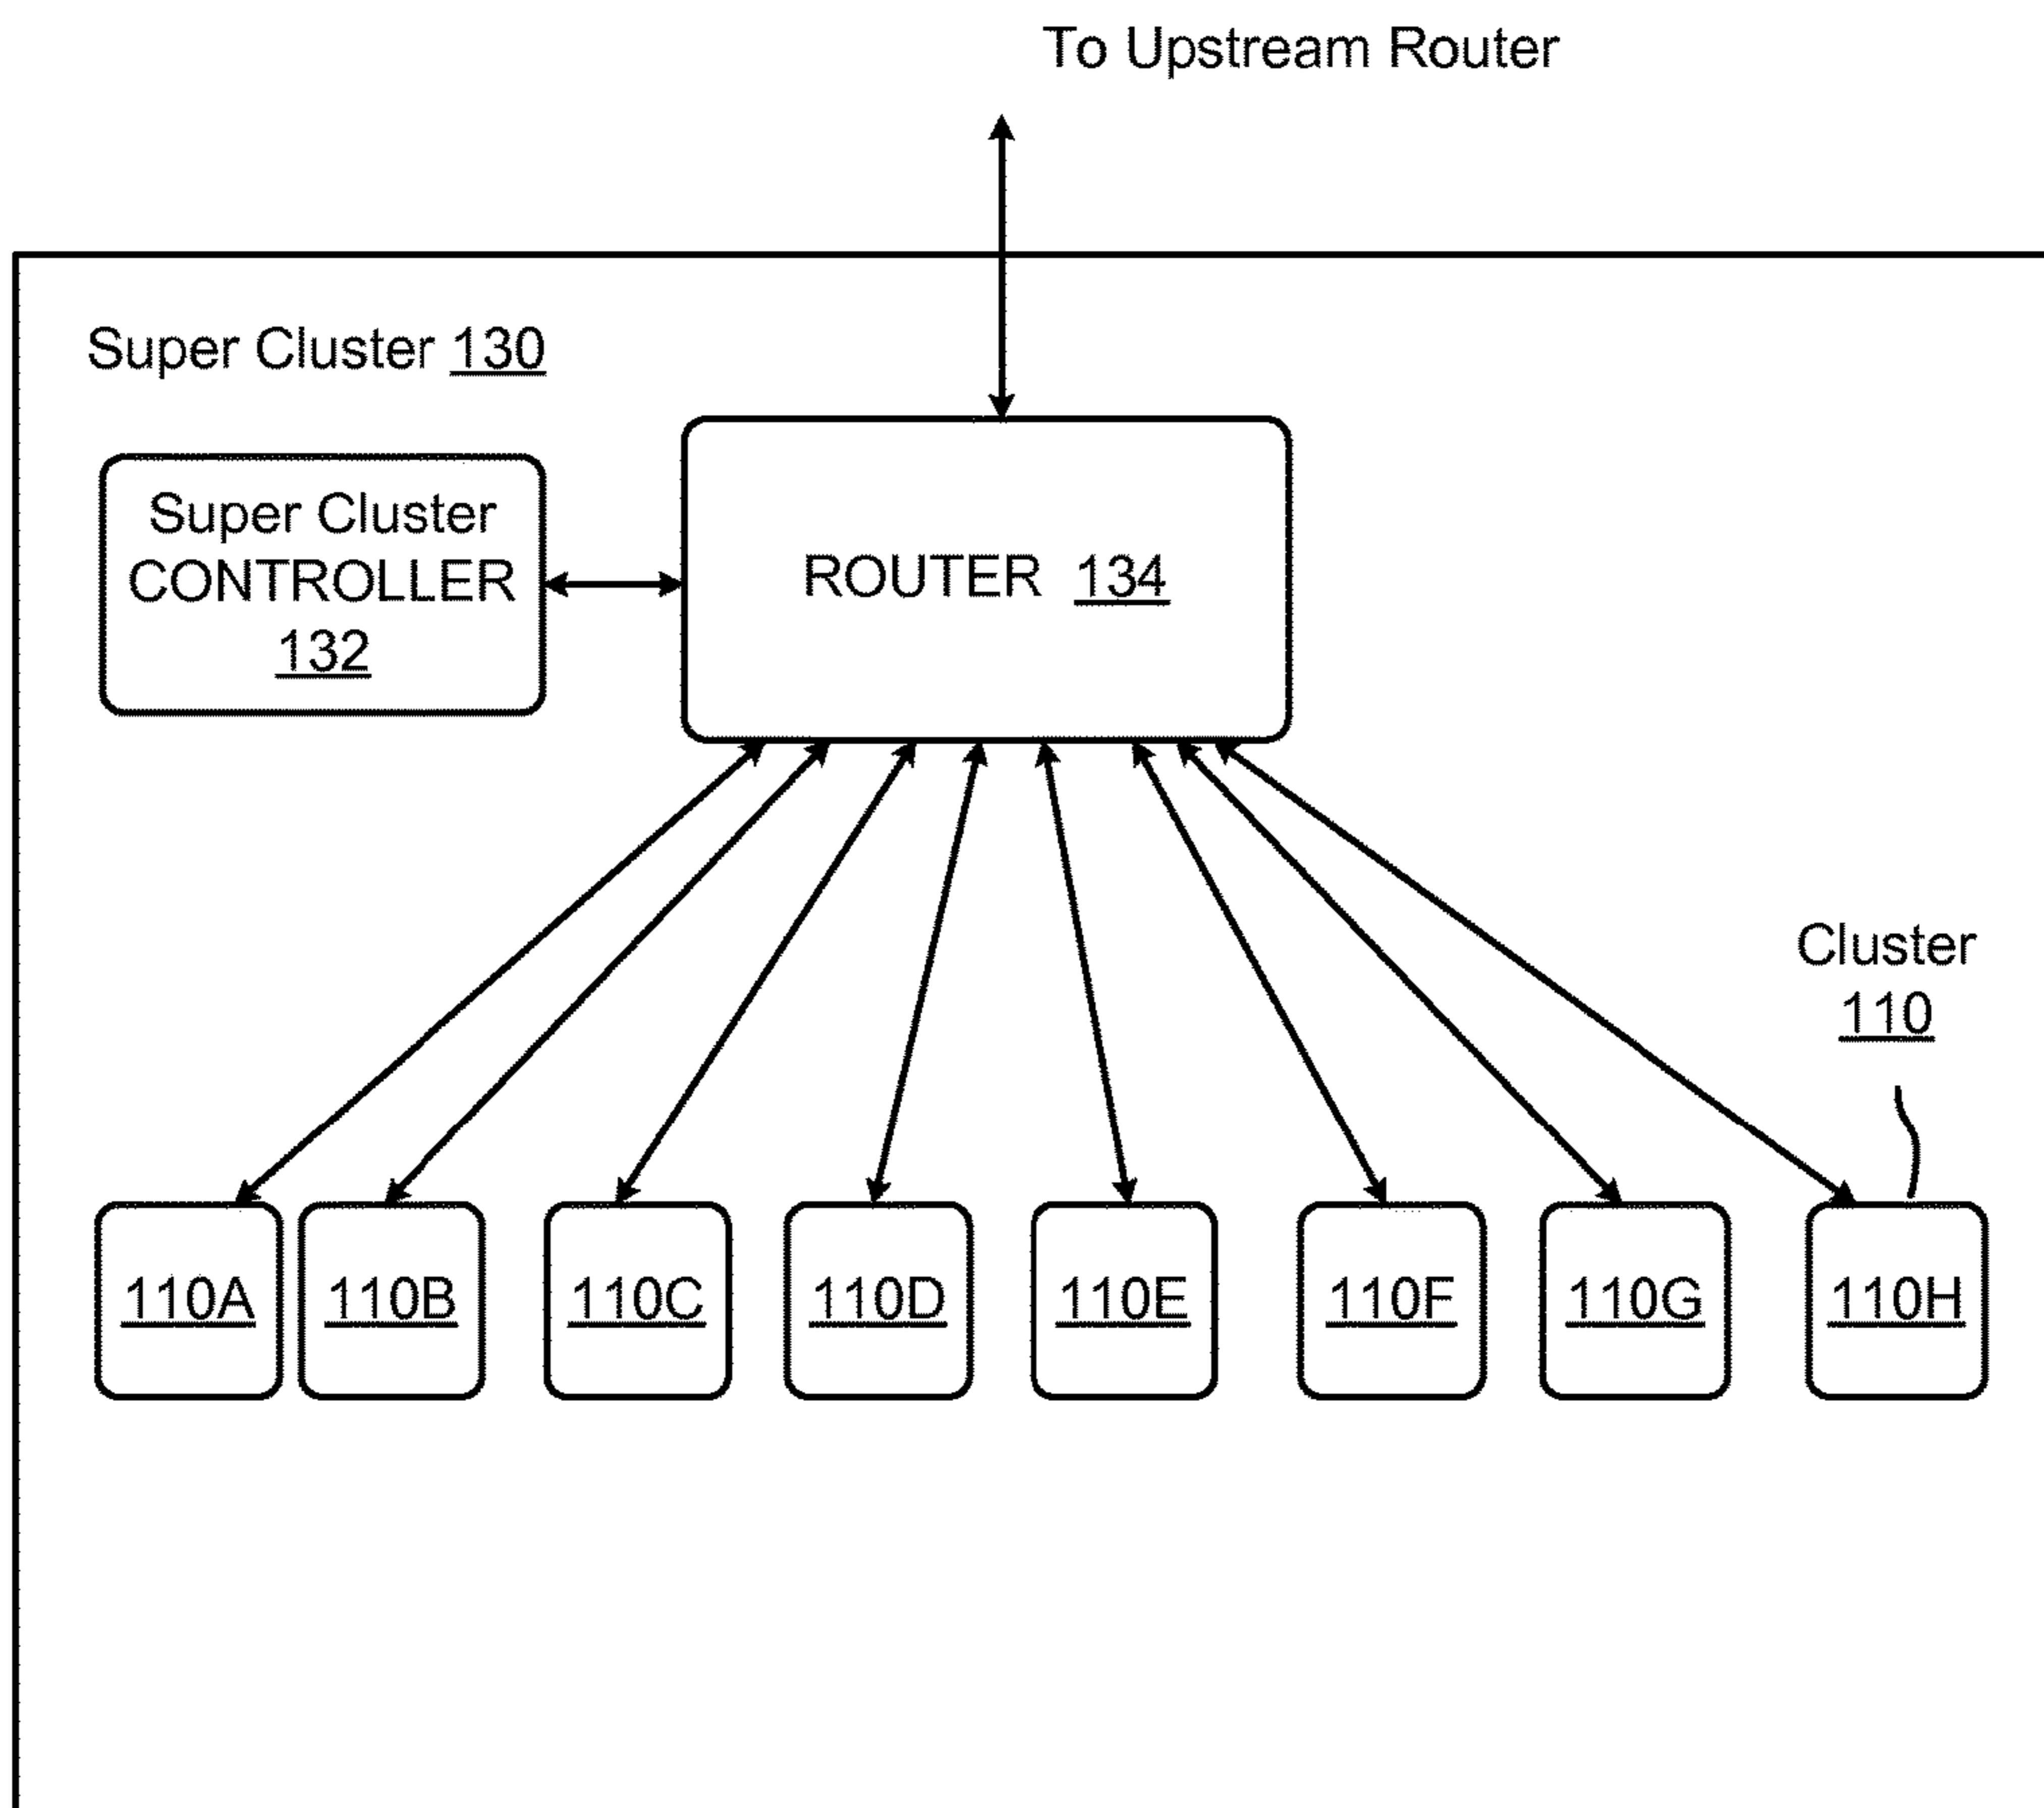 To Upstream Router
Super Cluster 130
Super Cluster
CONTROLLER
132
ROUTER 134
Cluster
110
110A 110B 110C 110D 110E 110F 110G 110H